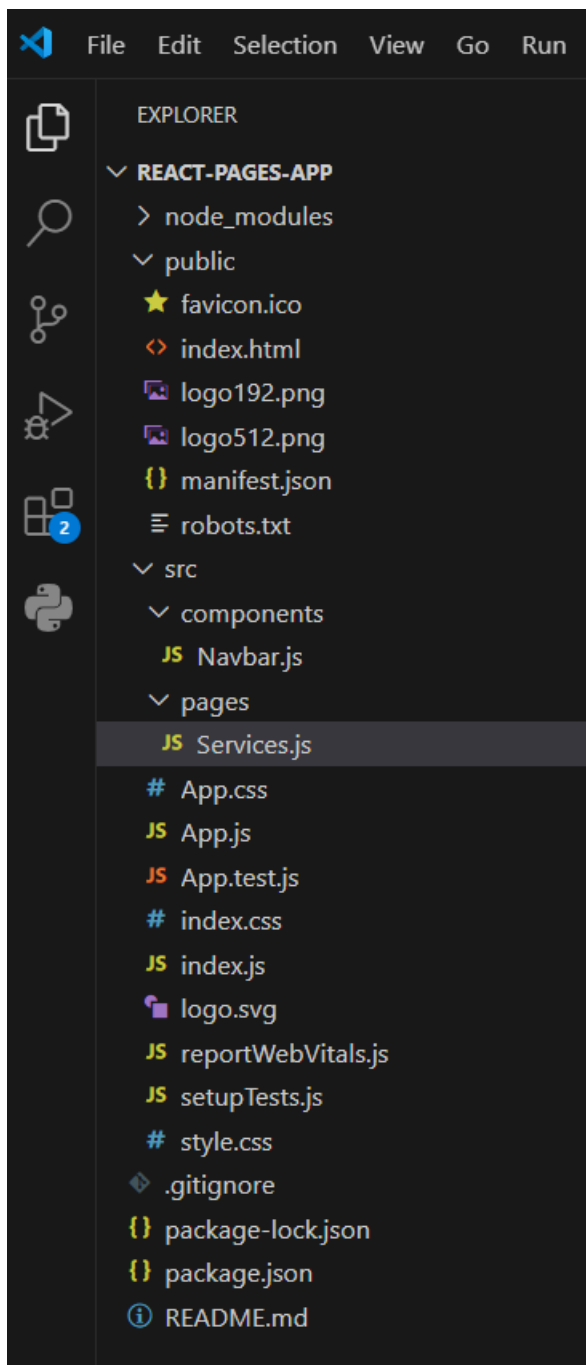 File Edit Selection View Go Run
EXPLORER
REACT-PAGES-APP
node_modules
public
favicon.ico
index.html
logo192.png
logo512.png
{} manifest.json
robots.txt
src
components
JS Navbar.js
pages
JS Services.js
# App.css
JS App.js
JS App.test.js
# index.css
JS index.js
logo.svg
JS reportWebVitals.js
JS setupTests.js
# style.css
.gitignore
{} package-lock.json
{} package.json
README.md
2